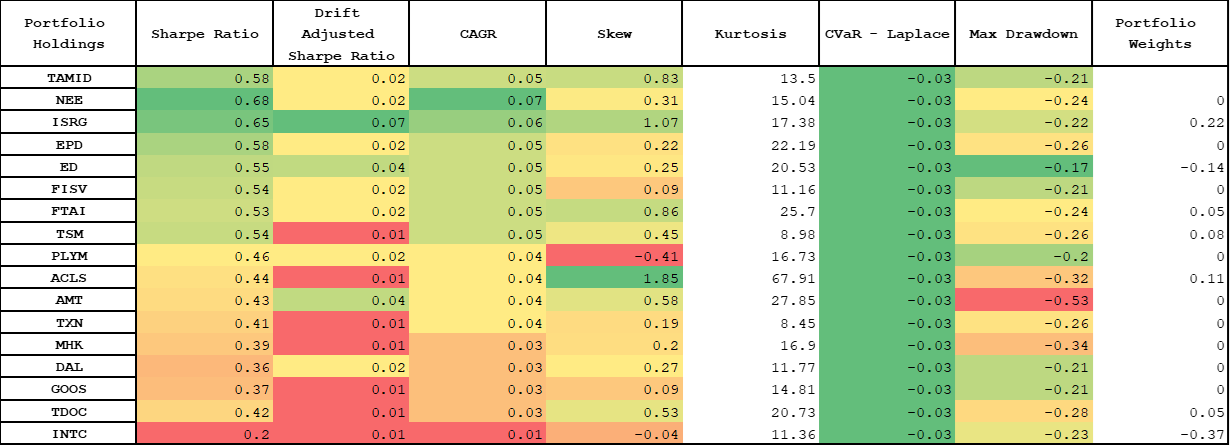 Portfolio Holdings Sharpe Ratio Drift Adjusted Sharpe Ratio CAGR Skew Kurtosis CVaR - Laplace Max Drawdown Portfolio Weights
TAMID 0.58 0.02 0.05 0.83 13.5 -0.03 -0.21
NEE 0.68 0.02 0.07 0.31 15.04 -0.03 -0.24 0
ISRG 0.65 0.07 0.06 1.07 17.38 -0.03 -0.22 0.22
EPD 0.58 0.02 0.05 0.22 22.19 -0.03 -0.26 0
ED 0.55 0.04 0.05 0.25 20.53 -0.03 -0.17 -0.14
FISV 0.54 0.02 0.05 0.09 11.16 -0.03 -0.21 0
FTAI 0.53 0.02 0.05 0.86 25.7 -0.03 -0.24 0.05
TSM 0.54 0.01 0.05 0.45 8.98 -0.03 -0.26 0.08
PLYM 0.46 0.02 0.04 -0.41 16.73 -0.03 -0.2 0
ACLS 0.44 0.01 0.04 1.85 67.91 -0.03 -0.32 0.11
AMT 0.43 0.04 0.04 0.58 27.85 -0.03 -0.53 0
TXN 0.41 0.01 0.04 0.19 8.45 -0.03 -0.26 0
MHK 0.39 0.01 0.03 0.2 16.9 -0.03 -0.34 0
DAL 0.36 0.02 0.03 0.27 11.77 -0.03 -0.21 0
GOOS 0.37 0.01 0.03 0.09 14.81 -0.03 -0.21 0
TDOC 0.42 0.01 0.03 0.53 20.73 -0.03 -0.28 0.05
INTC 0.2 0.01 0.01 -0.04 11.36 -0.03 -0.23 -0.37